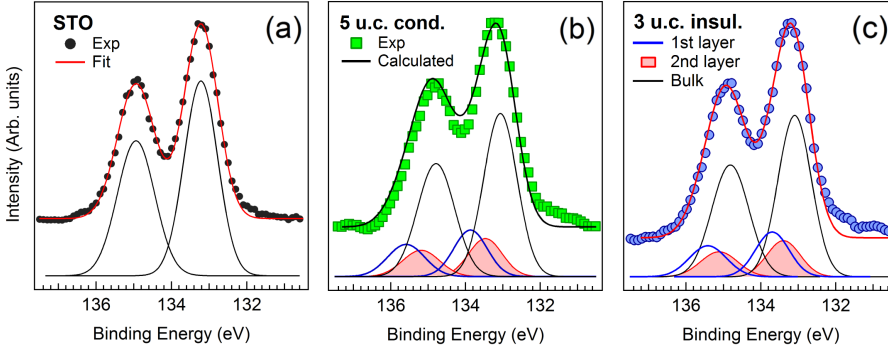 STO
(a)
Exp
Fit
5 u.c. cond.
(b)
Exp
Calculated
3 u.c. insul.
(c)
1st layer
2nd layer
Bulk
Intensity (Arb. units)
136 134 132
136 134 132
136 134 132
Binding Energy (eV)
Binding Energy (eV)
Binding Energy (eV)